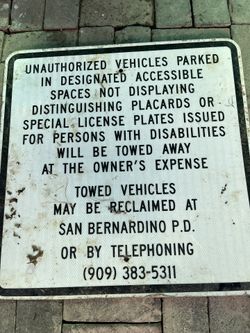 UNAUTHORIZED VEHICLES PARKED
IN DESIGNATED ACCESSIBLE
SPACES NOT DISPLAYING
DISTINGUISHING PLACARDS OR
SPECIAL LICENSE PLATES ISSUED
FOR PERSONS WITH DISABILITIES
WILL BE TOWED AWAY
AT THE OWNER'S EXPENSE
TOWED VEHICLES
MAY BE RECLAIMED AT
SAN BERNARDINO P.D.
OR BY TELEPHONING
(909) 383-5311